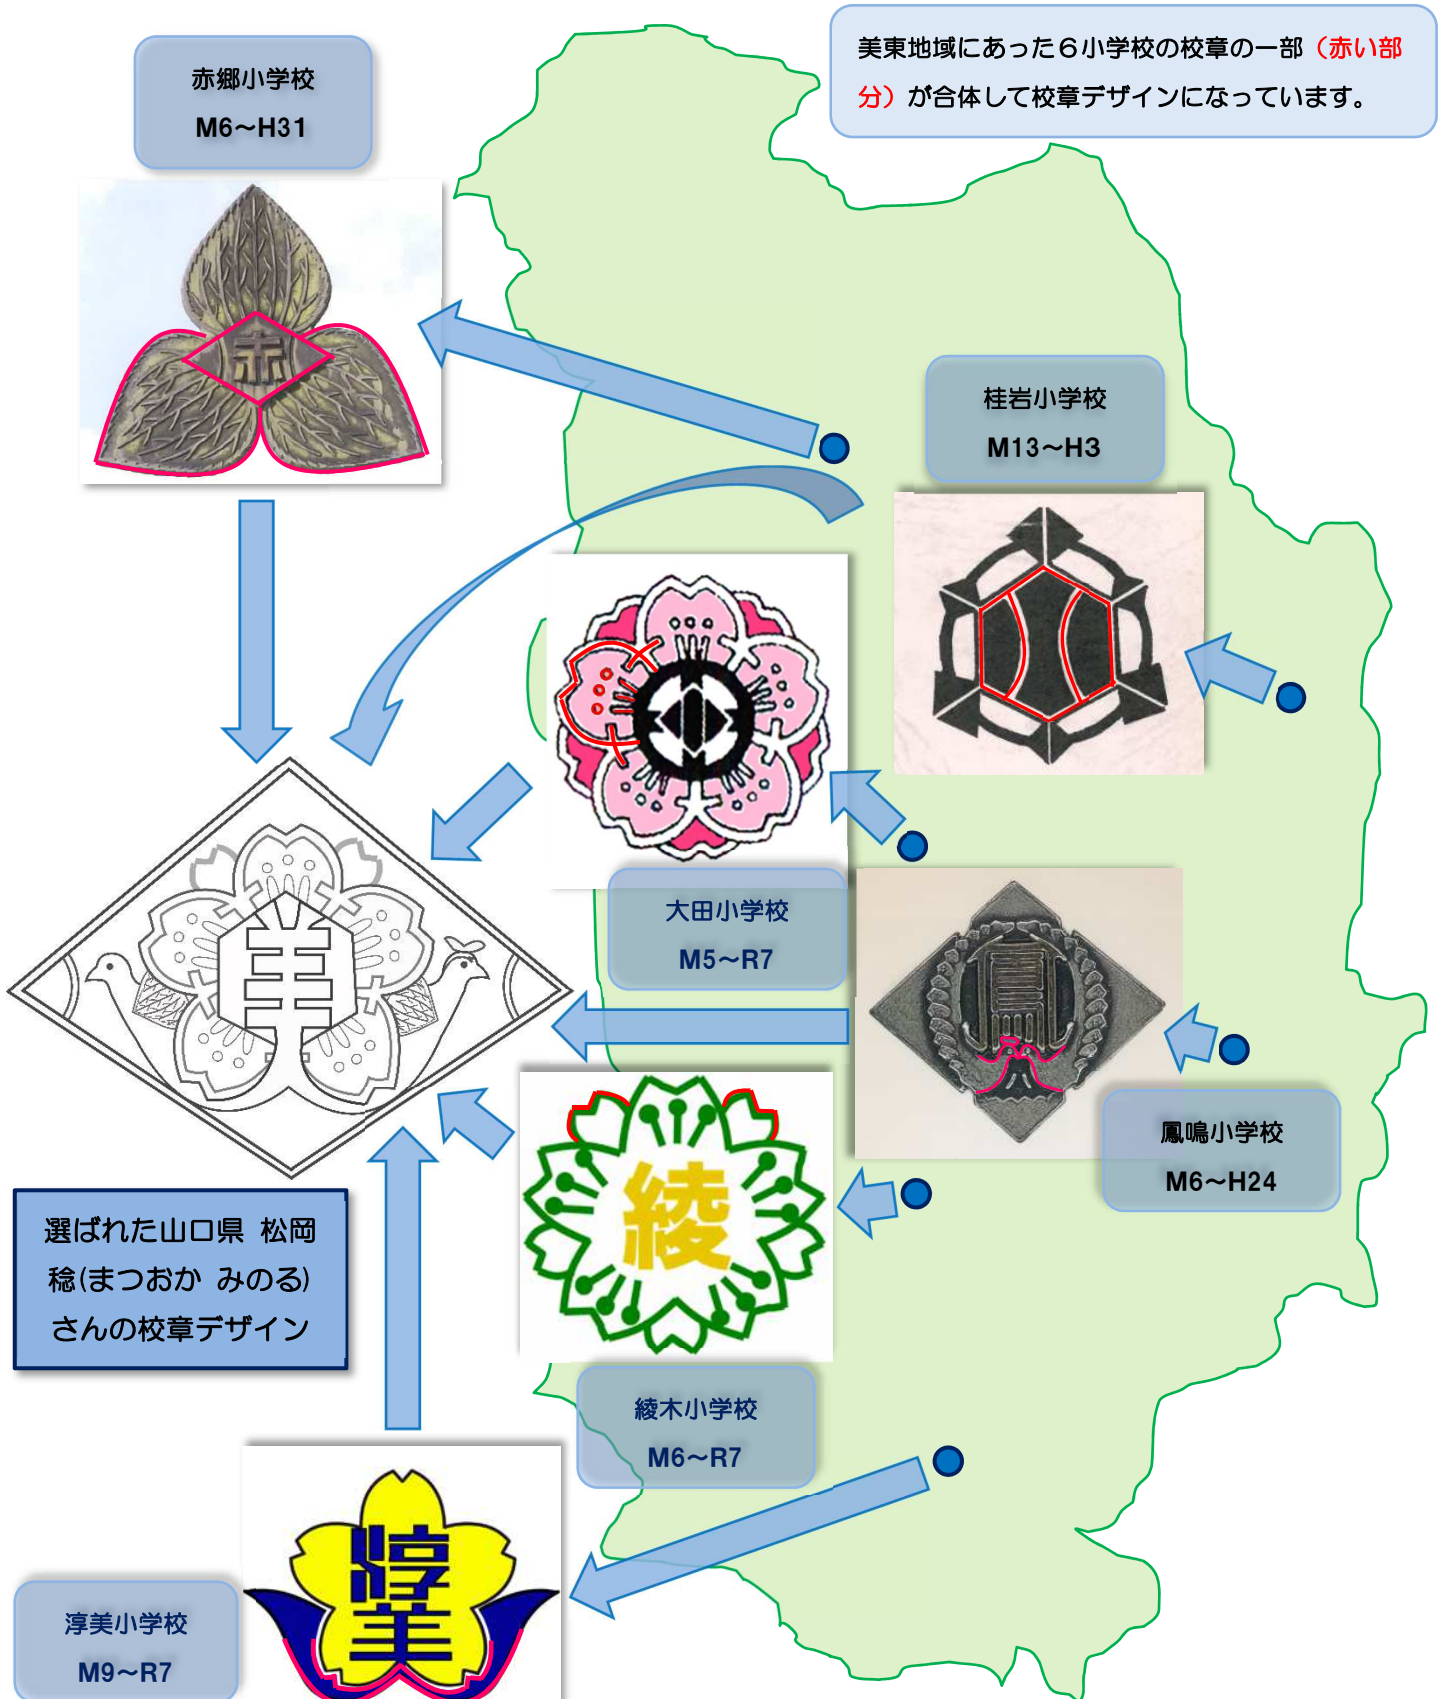 美東地域にあった6小学校の校章の一部（赤い部
分）が合体して校章デザインになっています。
赤郷小学校
M6～H31
赤
桂岩小学校
M13～H3
小
大田小学校
M5～R7
鳳
鳳鳴小学校
M6～H24
美
綾
選ばれた山口県 松岡
稔(まつおか みのる)
さんの校章デザイン
綾木小学校
M6～R7
淳
美
淳美小学校
M9～R7